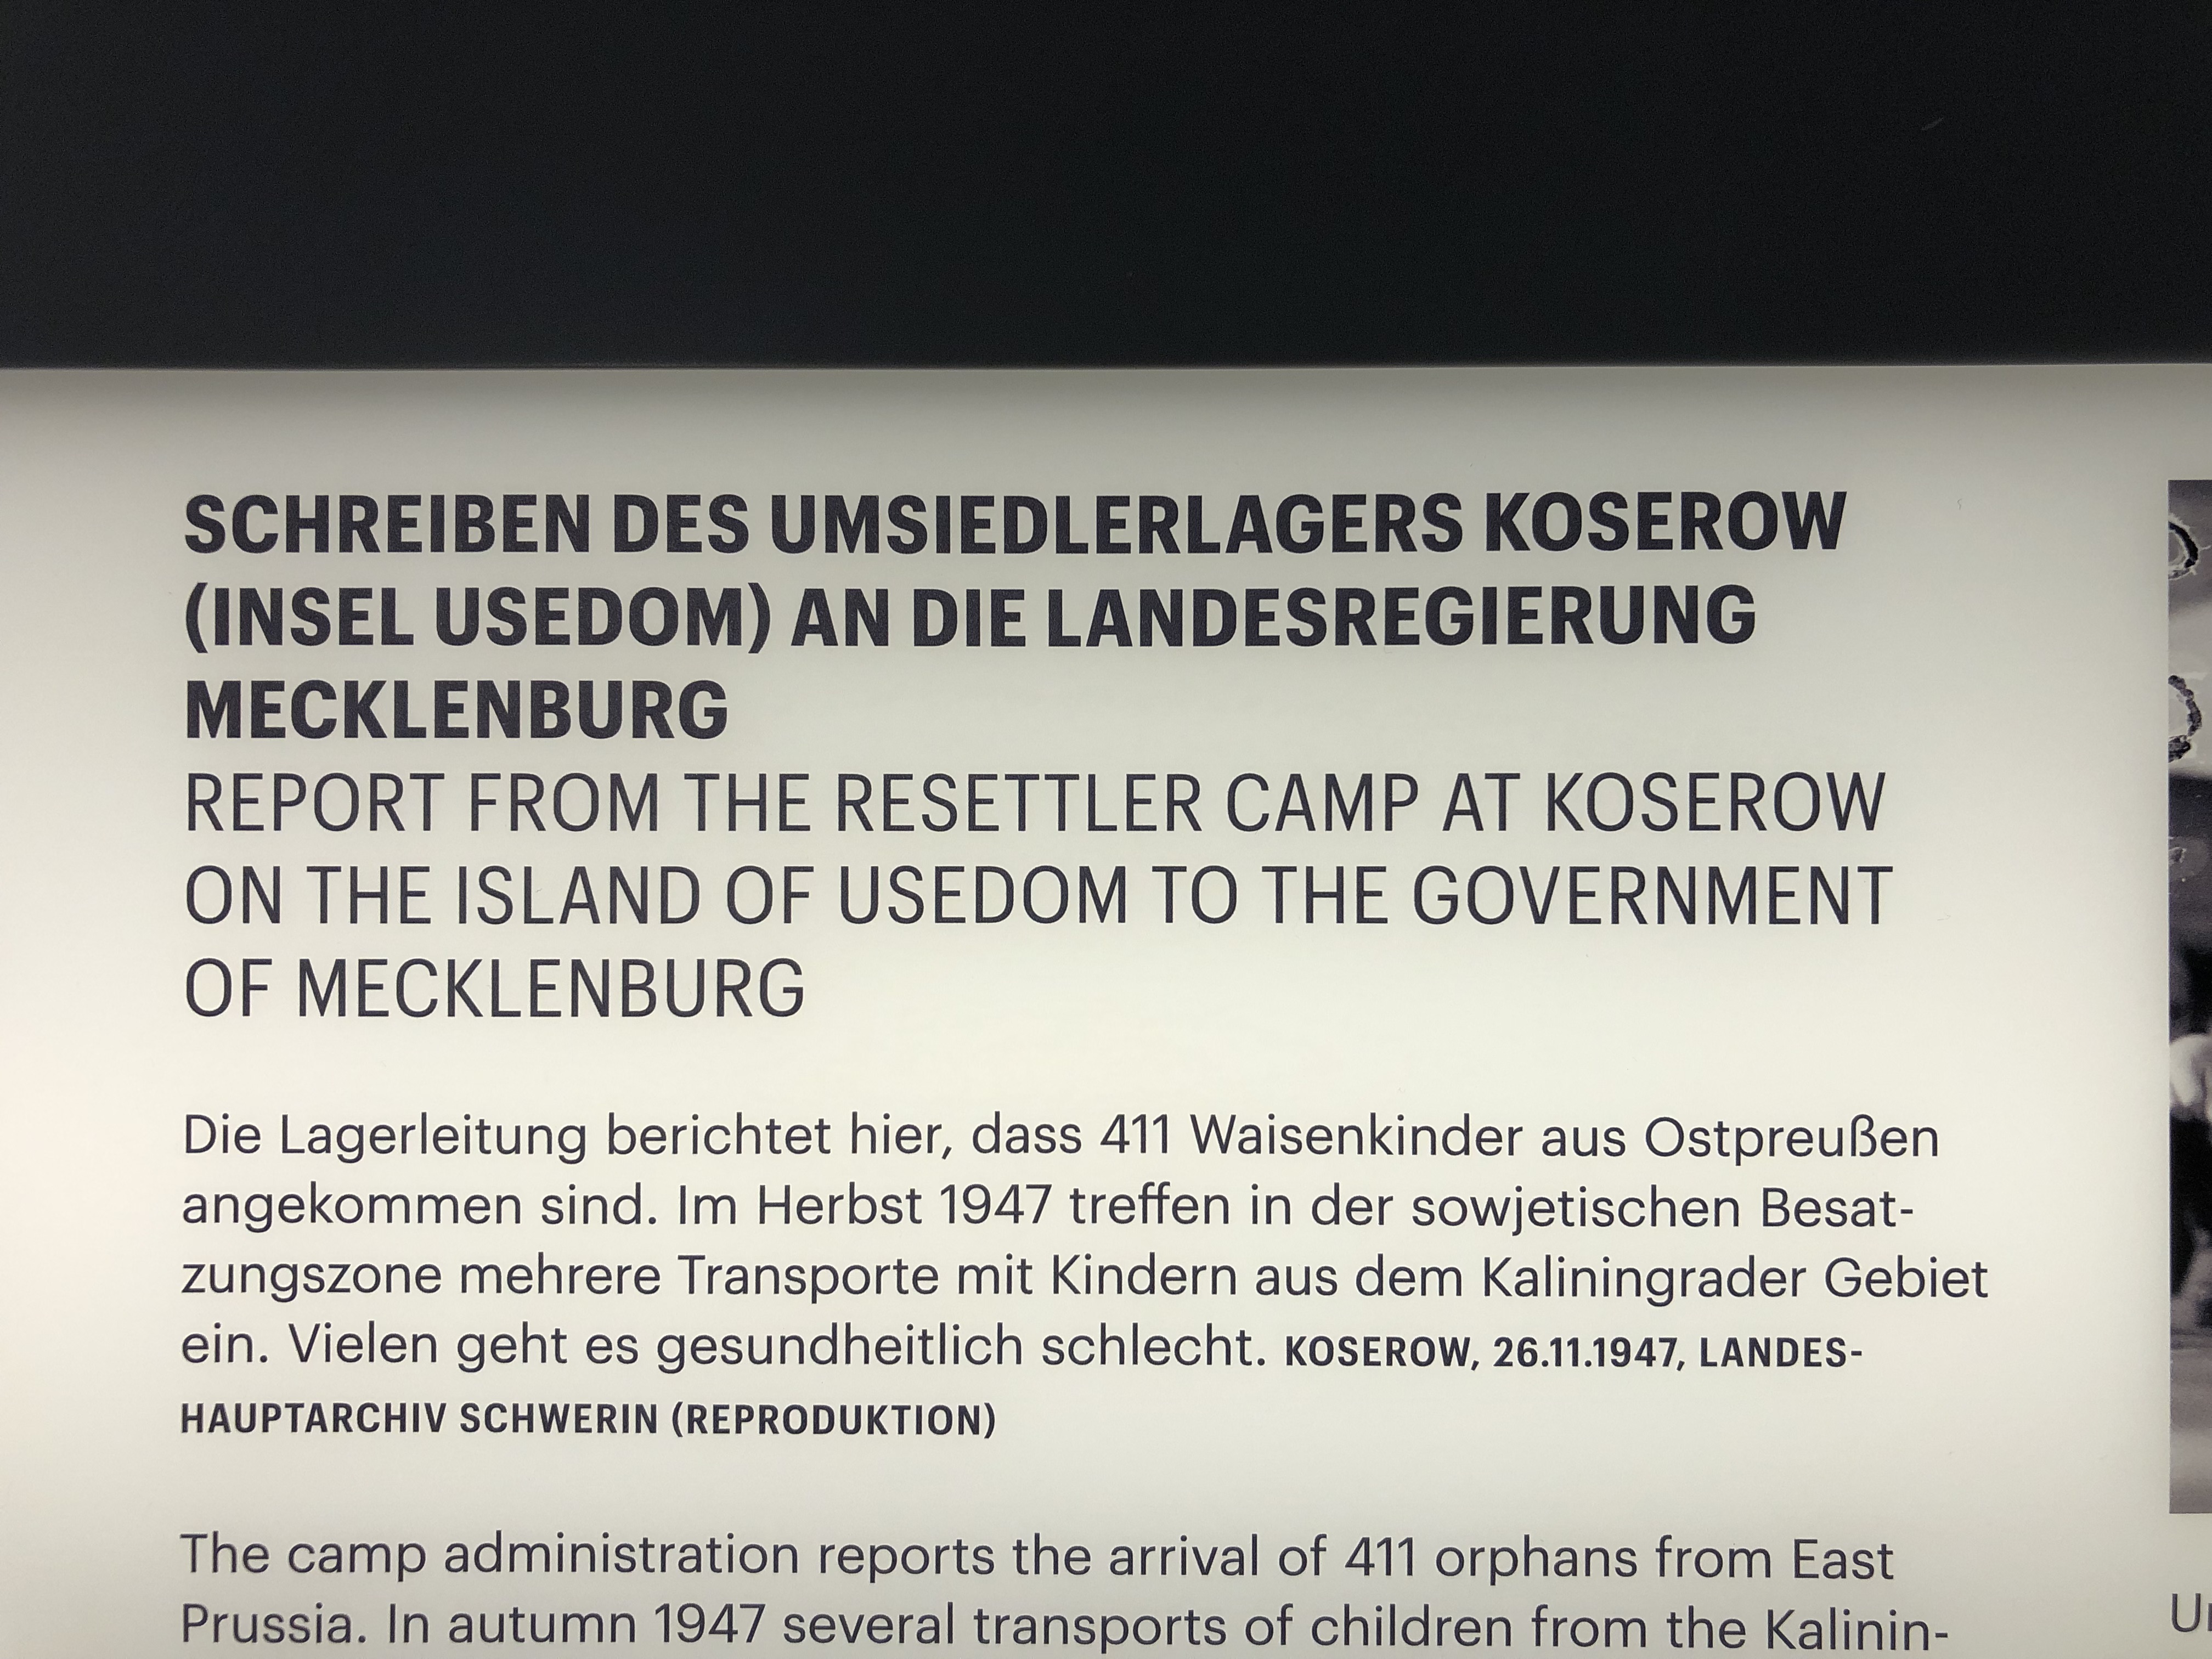 SCHREIBEN DES UMSIEDLERLAGERS KOSEROW
(INSEL USEDOM) AN DIE LANDESREGIERUNG
MECKLENBURG
REPORT FROM THE RESETTLER CAMP AT KOSEROW
ON THE ISLAND OF USEDOM TO THE GOVERNMENT
OF MECKLENBURG
Die Lagerleitung berichtet hier, dass 411 Waisenkinder aus Ostpreußen
angekommen sind. Im Herbst 1947 treffen in der sowjetischen Besat-
zungszone mehrere Transporte mit Kindern aus dem Kaliningrader Gebiet
ein. Vielen geht es gesundheitlich schlecht. KOSEROW, 26.11.1947, LANDES-
HAUPTARCHIV SCHWERIN (REPRODUKTION)
The camp administration reports the arrival of 411 orphans from East
Prussia. In autumn 1947 several transports of children from the Kalinin-